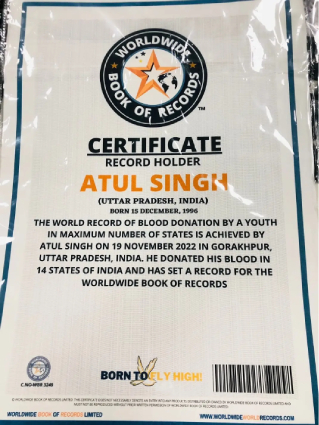 WORLDWIDE
BOOK OF RECORDS
TM
CERTIFICATE
RECORD HOLDER
ATUL SINGH
(UTTAR PRADESH, INDIA)
BORN 15 DECEMBER, 1996
THE WORLD RECORD OF BLOOD DONATION BY A YOUTH
IN MAXIMUM NUMBER OF STATES IS ACHIEVED BY
ATUL SINGH ON 19 NOVEMBER 2022 IN GORAKHPUR,
UTTAR PRADESH, INDIA. HE DONATED HIS BLOOD IN
14 STATES OF INDIA AND HAS SET A RECORD FOR THE
WORLDWIDE BOOK OF RECORDS
BORN TO FLY HIGH!
C.NO-WBR 3248
WORLDWIDE BOOK OF RECORDS LIMITED
WWW.WORLDWIDERECORDS.COM